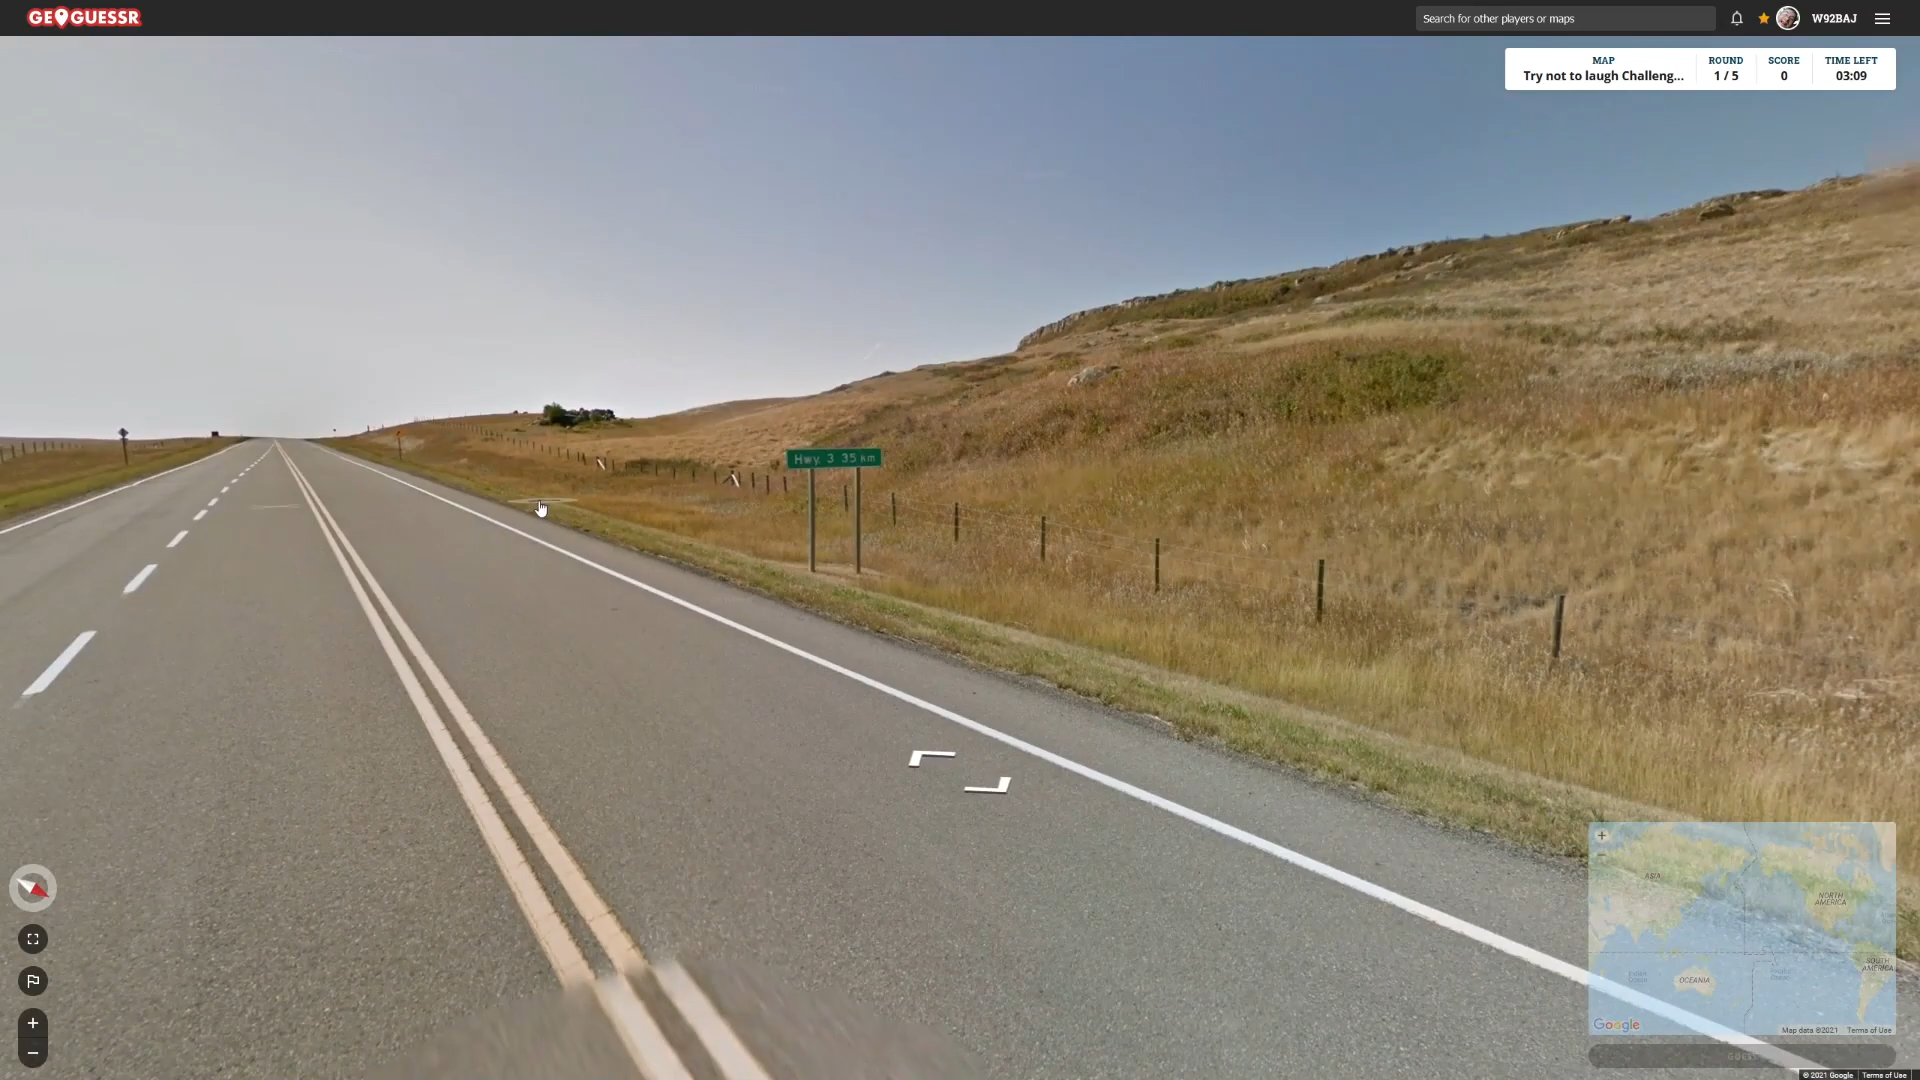 GEOGUESSR
Search for other players or maps
W92BAJ
MAP
Try not to laugh Challeng...
ROUND
1 / 5
SCORE
0
TIME LEFT
03:09
Hwy. 3 35 km
+
ASIA
NORTH
AMERICA
SOUTH
AMERICA
OCEANIA
Google
Map data ©2021 Terms of Use
© 2021 Google Terms of Use